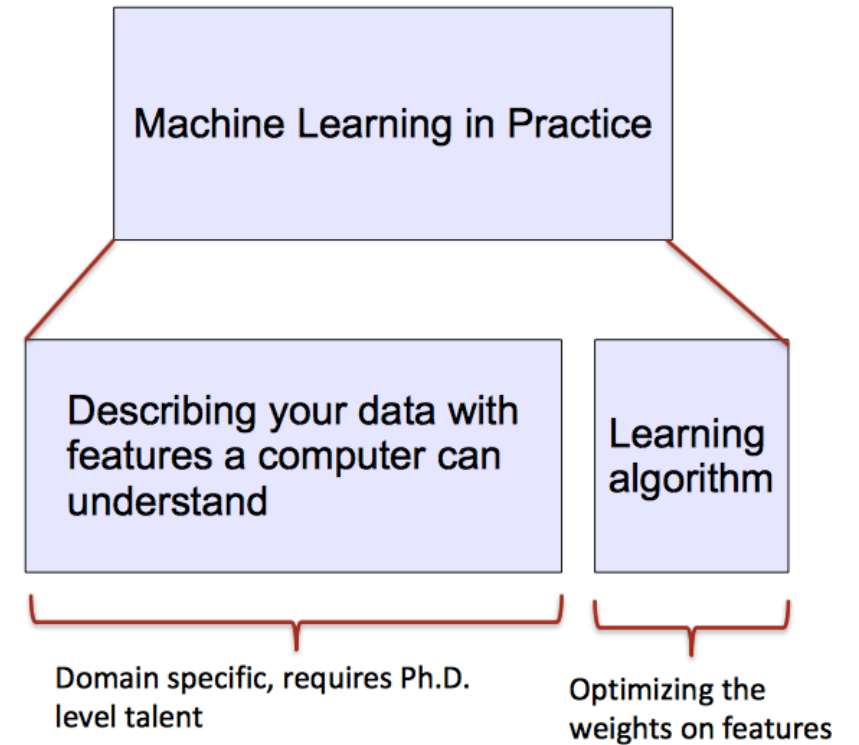 Machine Learning in Practice
Describing your data with
features a computer can
understand
Learning
algorithm
Domain specific, requires Ph.D.
level talent
Optimizing the
weights on features